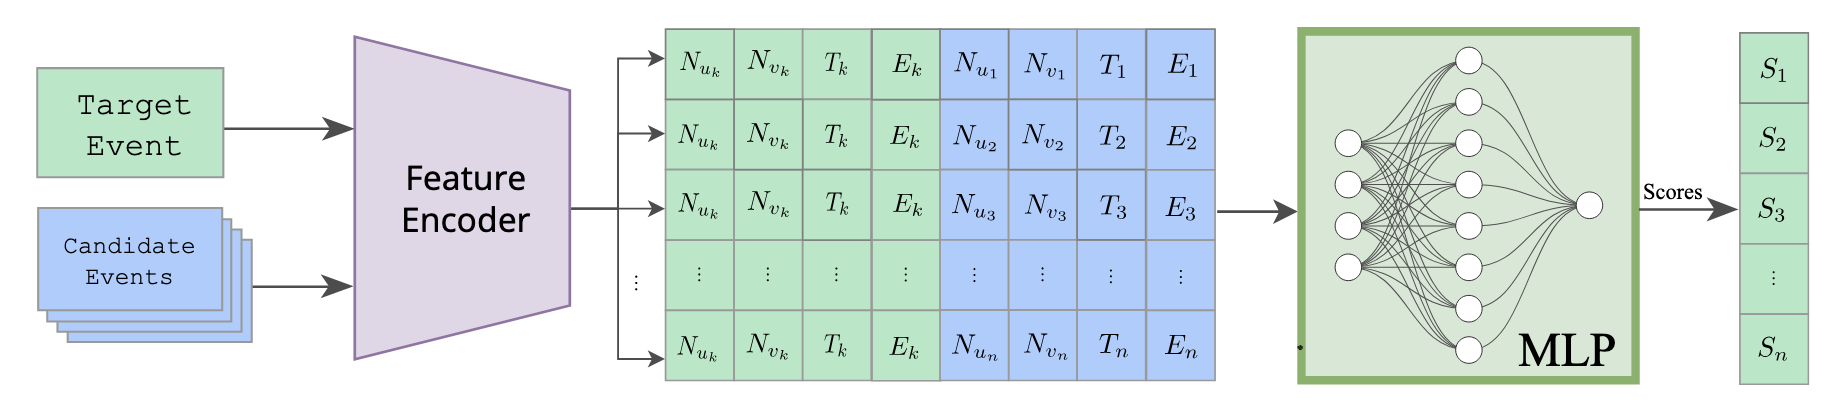 Target
Event
Candidate
Events
Feature
Encoder
N_{u_k} N_{v_k} T_k E_k N_{u_1} N_{v_1} T_1 E_1
N_{u_k} N_{v_k} T_k E_k N_{u_2} N_{v_2} T_2 E_2
N_{u_k} N_{v_k} T_k E_k N_{u_3} N_{v_3} T_3 E_3
⋮ ⋮ ⋮ ⋮ ⋮ ⋮ ⋮ ⋮ ⋮
N_{u_k} N_{v_k} T_k E_k N_{u_n} N_{v_n} T_n E_n
MLP
Scores
S_1
S_2
S_3
⋮
S_n